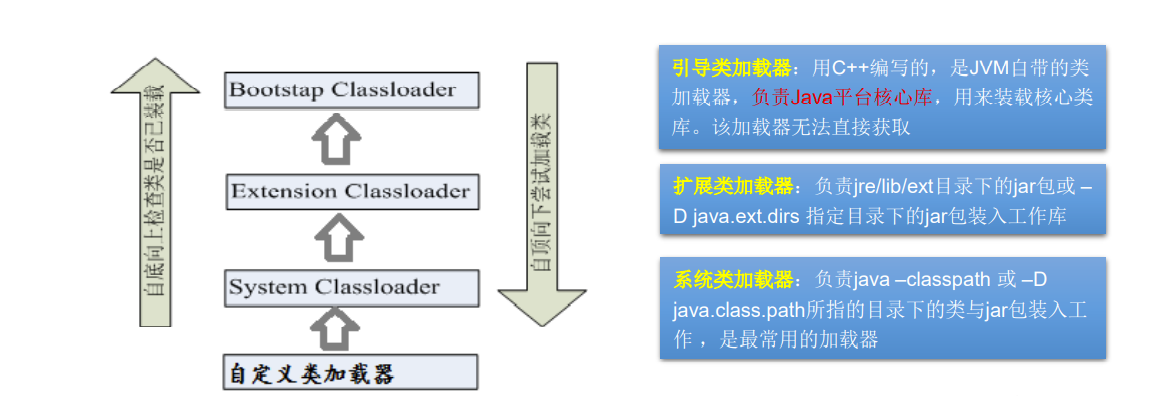 自底向上检查类是否已装载
Bootstap Classloader
Extension Classloader
System Classloader
自定义类加载器
自顶向下尝试加载类
引导类加载器：用C++编写的，是JVM自带的类
加载器，负责Java平台核心库，用来装载核心类
库。该加载器无法直接获取
扩展类加载器：负责jre/lib/ext目录下的jar包或 –
D java.ext.dirs 指定目录下的jar包装入工作库
系统类加载器：负责java –classpath 或 –D
java.class.path所指的目录下的类与jar包装入工
作 ，是最常用的加载器